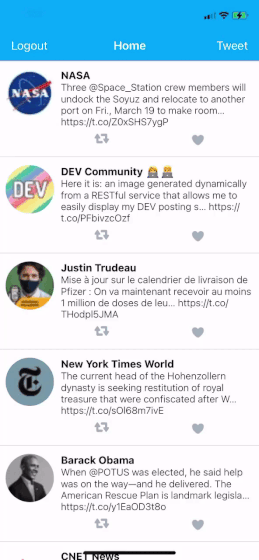 Logout Home Tweet
NASA
NASA
Three @Space_Station crew members will
undock the Soyuz and relocate to another
port on Fri., March 19 to make room...
https://t.co/Z0xSHS7ygP
DEV
DEV Community
Here it is: an image generated dynamically
from a RESTful service that allows me to
easily display my DEV posting s... https://
t.co/PFbivzcOzf
Justin Trudeau
Mise à jour sur le calendrier de livraison de
Pfizer : On va maintenant recevoir au moins
1 million de doses de leu... https://t.co/
THodpI5JMA
New York Times World
The current head of the Hohenzollern
dynasty is seeking restitution of royal
treasure that were confiscated after W...
https://t.co/sOl68m7ivE
Barack Obama
When @POTUS was elected, he said help
was on the way—and he delivered. The
American Rescue Plan is landmark legisla...
https://t.co/y1EaOD3t8o
CNET News